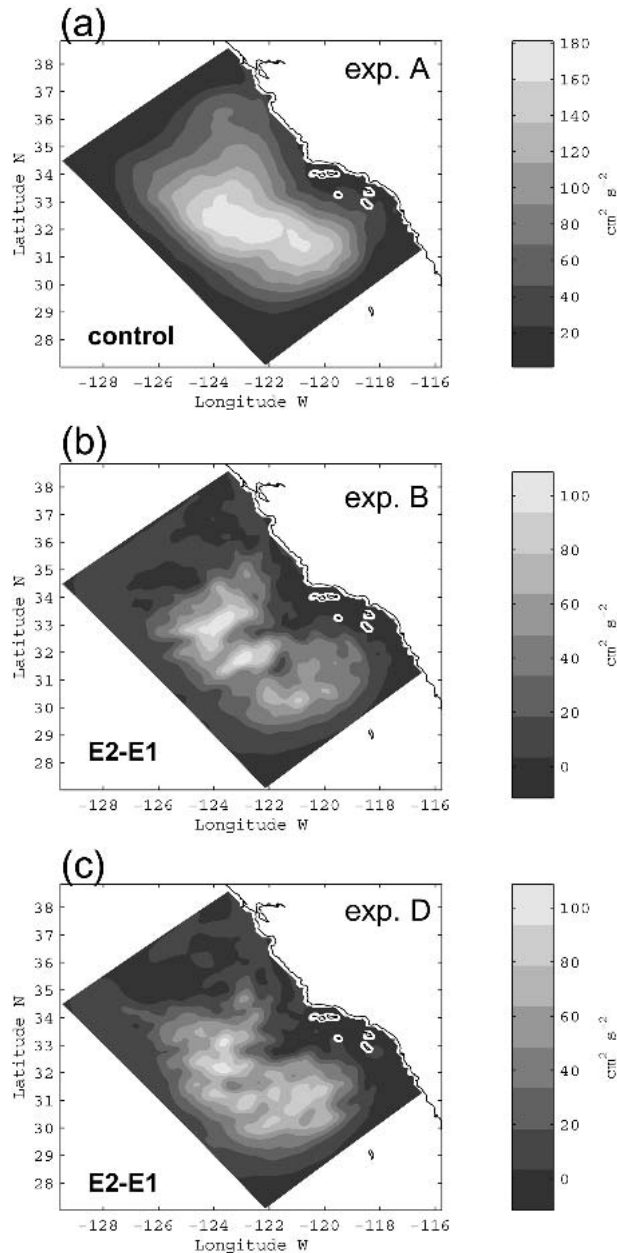 (a)
exp. A
control
38
37
36
35
34
33
32
31
30
29
28
Latitude N
-128 -126 -124 -122 -120 -118 -116
Longitude W
180
160
140
120
100
80
60
40
20
cm² s⁻²
(b)
exp. B
E2-E1
38
37
36
35
34
33
32
31
30
29
28
Latitude N
-128 -126 -124 -122 -120 -118 -116
Longitude W
100
80
60
40
20
0
cm² s⁻²
(c)
exp. D
E2-E1
38
37
36
35
34
33
32
31
30
29
28
Latitude N
-128 -126 -124 -122 -120 -118 -116
Longitude W
100
80
60
40
20
0
cm² s⁻²